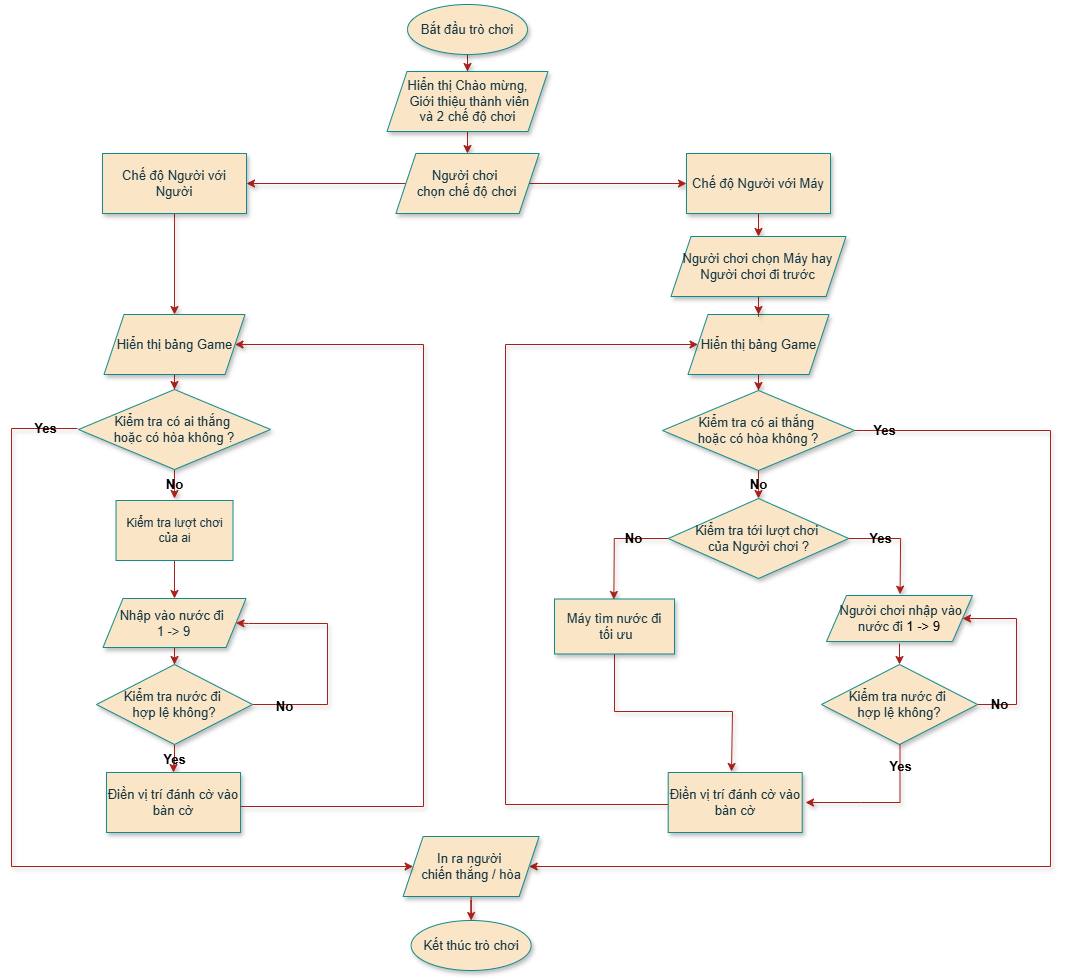 Bắt đầu trò chơi
Hiển thị Chào mừng,
Giới thiệu thành viên
và 2 chế độ chơi
Người chơi
chọn chế độ chơi
Chế độ Người với
Người
Chế độ Người với Máy
Người chơi chọn Máy hay
Người chơi đi trước
Hiển thị bảng Game
Hiển thị bảng Game
Kiểm tra có ai thắng
hoặc có hòa không ?
Yes
No
Kiểm tra có ai thắng
hoặc có hòa không ?
Yes
No
Kiểm tra lượt chơi
của ai
Kiểm tra tới lượt chơi
của Người chơi ?
No
Yes
Nhập vào nước đi
1 -> 9
Máy tìm nước đi
tối ưu
Người chơi nhập vào
nước đi 1 -> 9
Kiểm tra nước đi
hợp lệ không?
No
Yes
Kiểm tra nước đi
hợp lệ không?
No
Yes
Điền vị trí đánh cờ vào
bàn cờ
Điền vị trí đánh cờ vào
bàn cờ
In ra người
chiến thắng / hòa
Kết thúc trò chơi